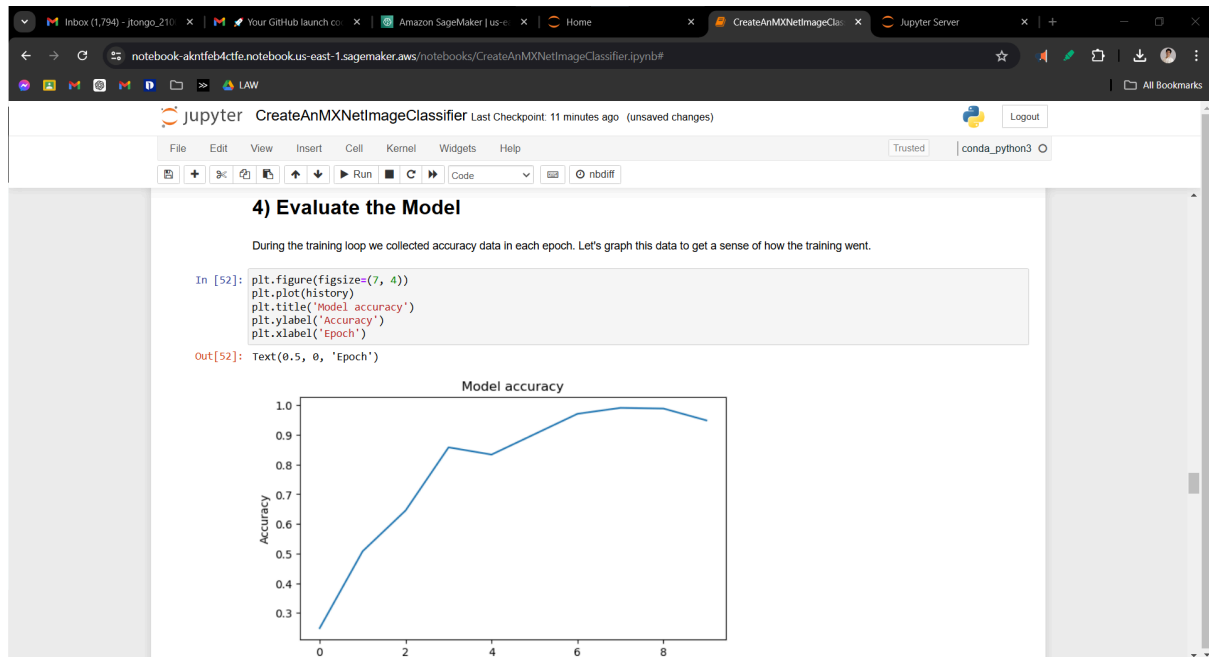 Inbox (1,794) - jtongo_210
Your GitHub launch co
Amazon SageMaker | us-e
Home
CreateAnMXNetImageClas
Jupyter Server
notebook-akntfeb4ctfe.notebook.us-east-1.sagemaker.aws/notebooks/CreateAnMXNetImageClassifier.ipynb#
LAW
All Bookmarks
jupyter CreateAnMXNetImageClassifier Last Checkpoint: 11 minutes ago (unsaved changes)
Logout
File Edit View Insert Cell Kernel Widgets Help
Trusted
conda_python3
Run
Code
nbdiff
4) Evaluate the Model
During the training loop we collected accuracy data in each epoch. Let's graph this data to get a sense of how the training went.
In [52]: plt.figure(figsize=(7, 4))
plt.plot(history)
plt.title('Model accuracy')
plt.ylabel('Accuracy')
plt.xlabel('Epoch')
Out[52]: Text(0.5, 0, 'Epoch')
Model accuracy
1.0
0.9
0.8
0.7
0.6
0.5
0.4
0.3
Accuracy
0 2 4 6 8